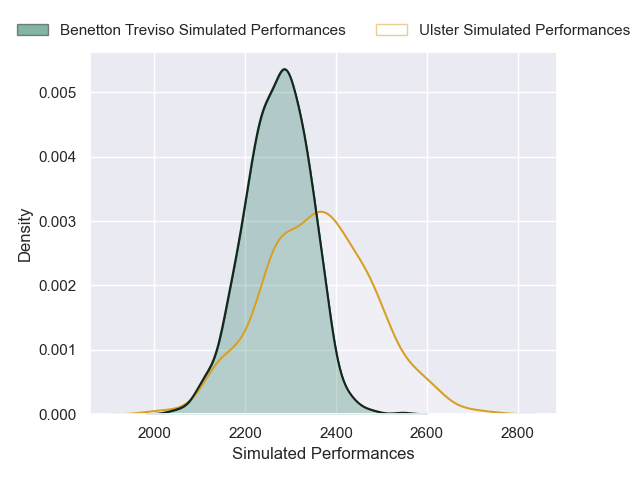 Benetton Treviso Simulated Performances
Ulster Simulated Performances
Density
0.005
0.004
0.003
0.002
0.001
0.000
2000 2200 2400 2600 2800
Simulated Performances